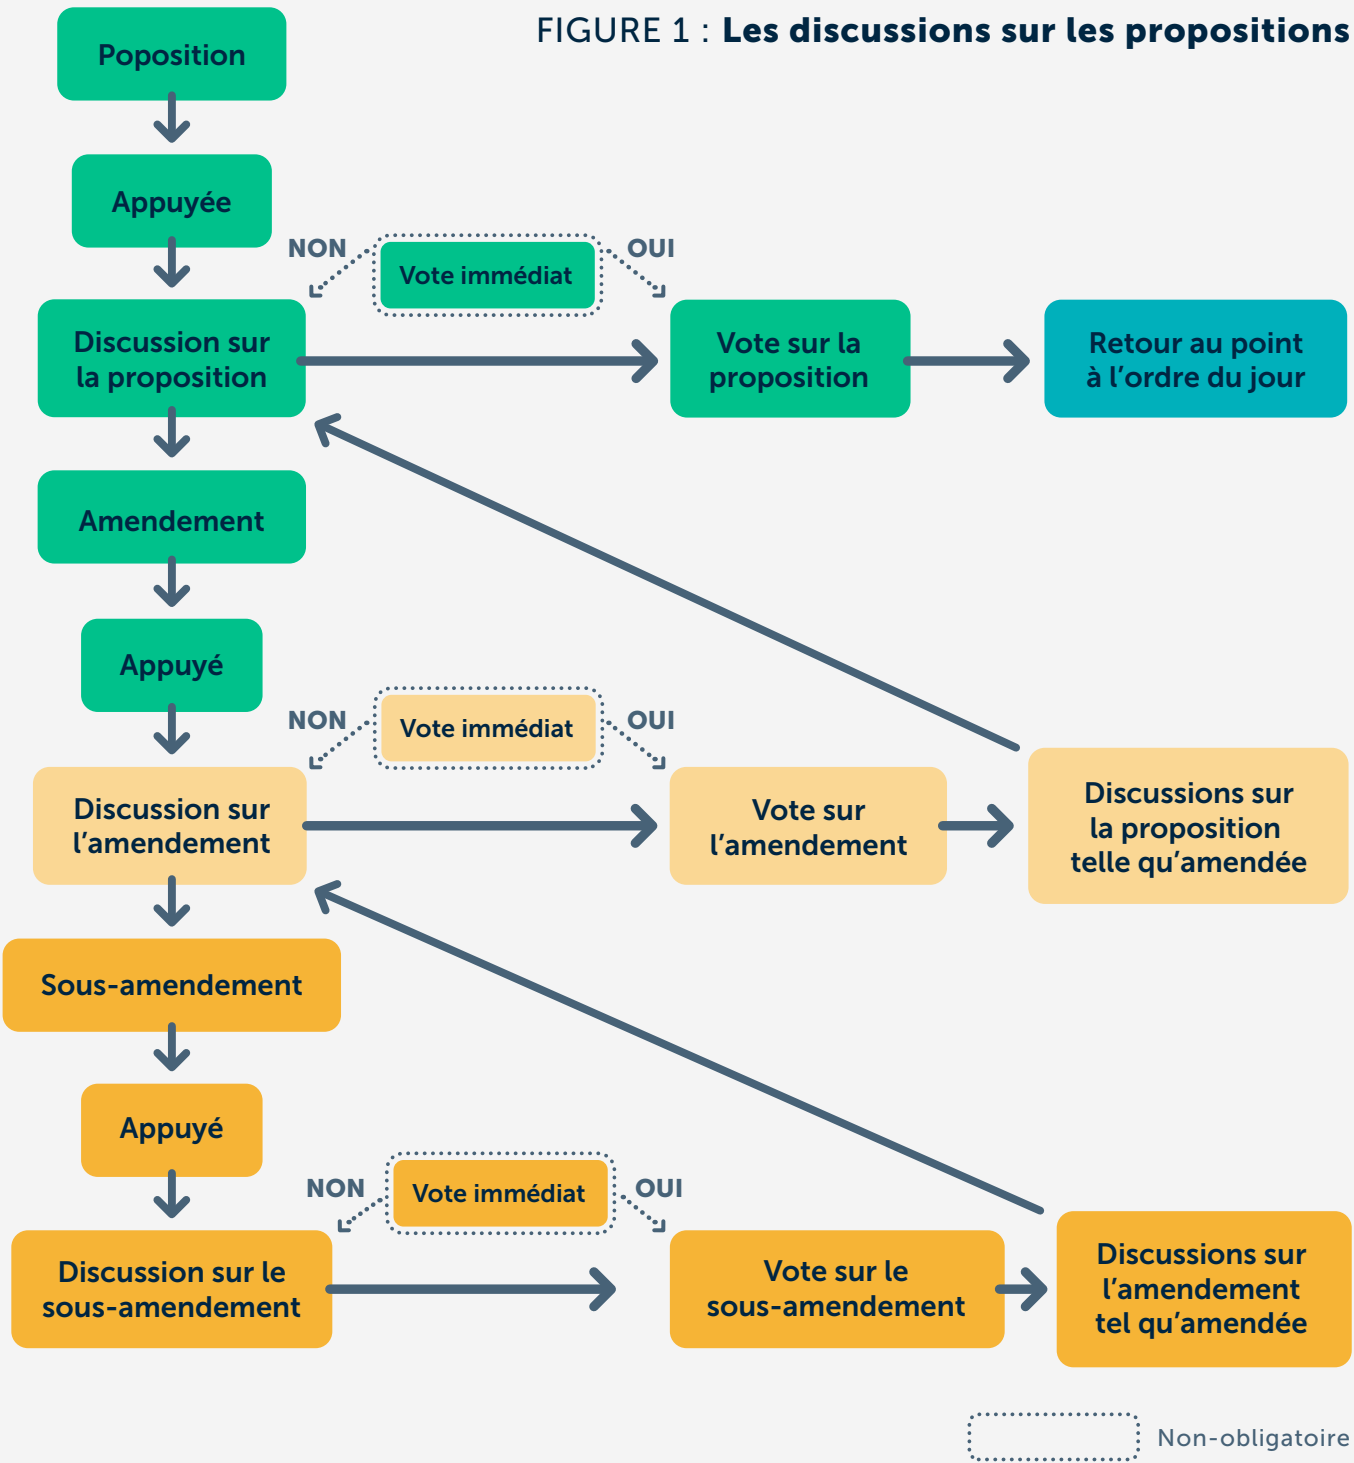 FIGURE 1 : Les discussions sur les propositions
Poposition
Appuyée
NON
Vote immédiat
OUI
Discussion sur
la proposition
Vote sur la
proposition
Retour au point
à l’ordre du jour
Amendement
Appuyé
NON
Vote immédiat
OUI
Discussion sur
l’amendement
Vote sur
l’amendement
Discussions sur
la proposition
telle qu’amendée
Sous-amendement
Appuyé
NON
Vote immédiat
OUI
Discussion sur le
sous-amendement
Vote sur le
sous-amendement
Discussions sur
l’amendement
tel qu’amendée
Non-obligatoire